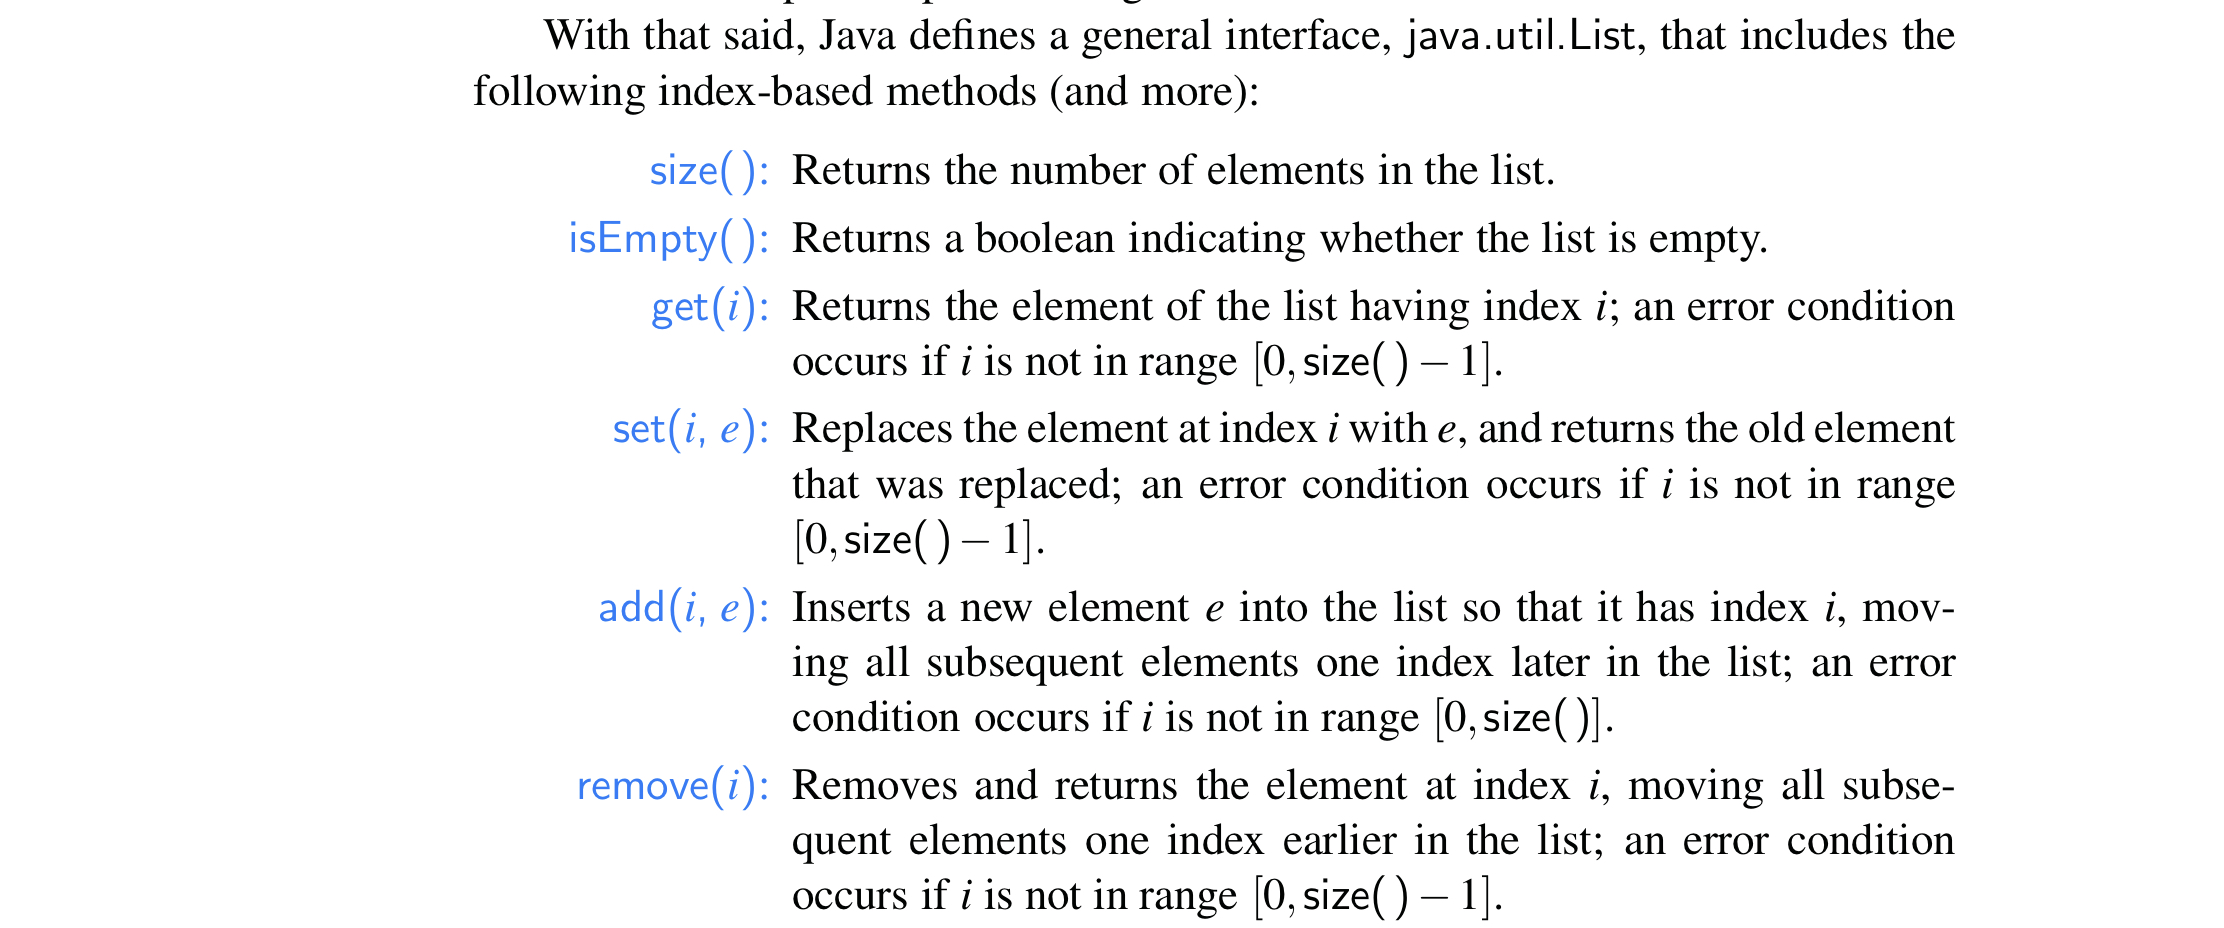 With that said, Java defines a general interface, java.util.List, that includes the
following index-based methods (and more):
size( ): Returns the number of elements in the list.
isEmpty( ): Returns a boolean indicating whether the list is empty.
get(i): Returns the element of the list having index i; an error condition
occurs if i is not in range [0, size( ) − 1].
set(i, e): Replaces the element at index i with e, and returns the old element
that was replaced; an error condition occurs if i is not in range
[0, size( ) − 1].
add(i, e): Inserts a new element e into the list so that it has index i, mov-
ing all subsequent elements one index later in the list; an error
condition occurs if i is not in range [0, size( )].
remove(i): Removes and returns the element at index i, moving all subse-
quent elements one index earlier in the list; an error condition
occurs if i is not in range [0, size( ) − 1].